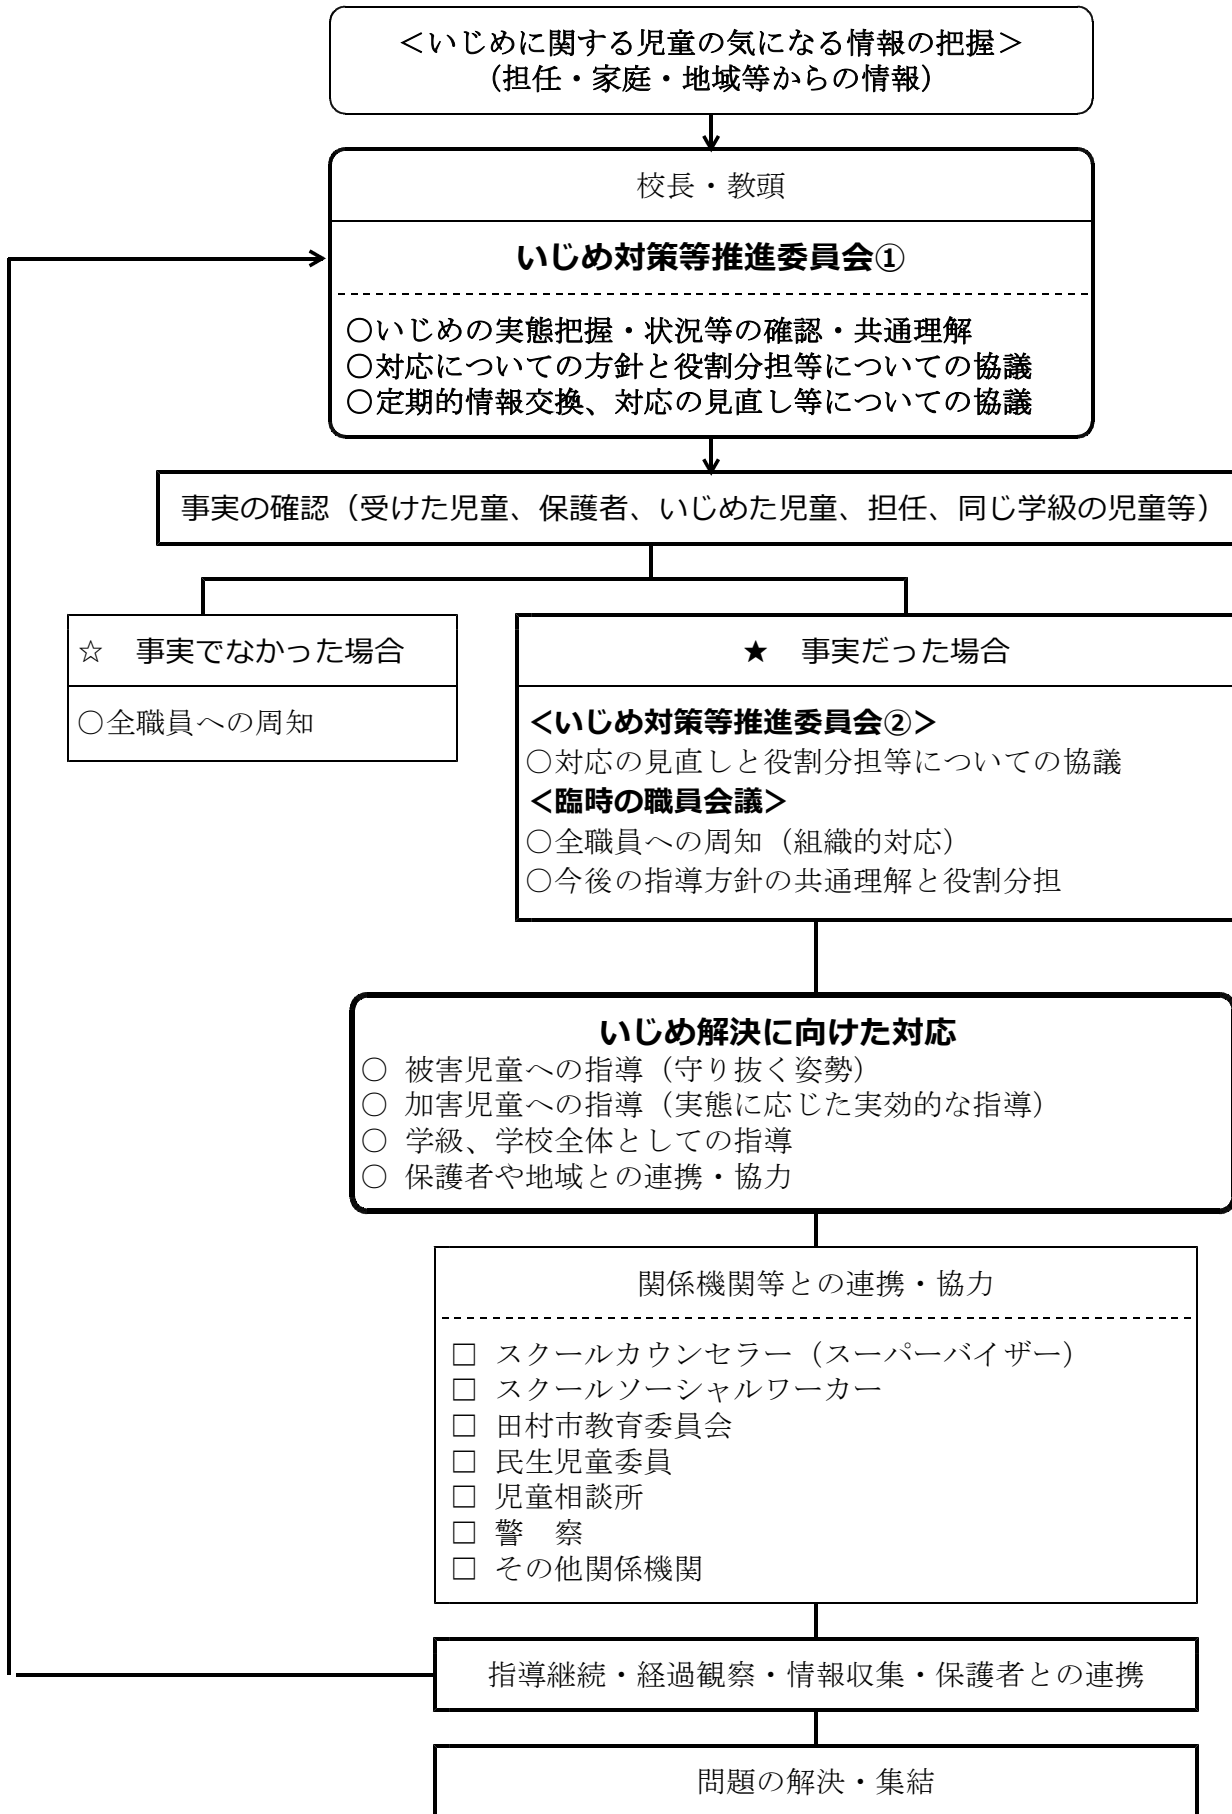 ＜いじめに関する児童の気になる情報の把握＞
（担任・家庭・地域等からの情報）
校長・教頭
いじめ対策等推進委員会①
○いじめの実態把握・状況等の確認・共通理解
○対応についての方針と役割分担等についての協議
○定期的情報交換、対応の見直し等についての協議
事実の確認（受けた児童、保護者、いじめた児童、担任、同じ学級の児童等）
☆　事実でなかった場合
○全職員への周知
★　事実だった場合
＜いじめ対策等推進委員会②＞
○対応の見直しと役割分担等についての協議
＜臨時の職員会議＞
○全職員への周知（組織的対応）
○今後の指導方針の共通理解と役割分担
いじめ解決に向けた対応
○ 被害児童への指導（守り抜く姿勢）
○ 加害児童への指導（実態に応じた実効的な指導）
○ 学級、学校全体としての指導
○ 保護者や地域との連携・協力
関係機関等との連携・協力
□ スクールカウンセラー（スーパーバイザー）
□ スクールソーシャルワーカー
□ 田村市教育委員会
□ 民生児童委員
□ 児童相談所
□ 警　察
□ その他関係機関
指導継続・経過観察・情報収集・保護者との連携
問題の解決・集結